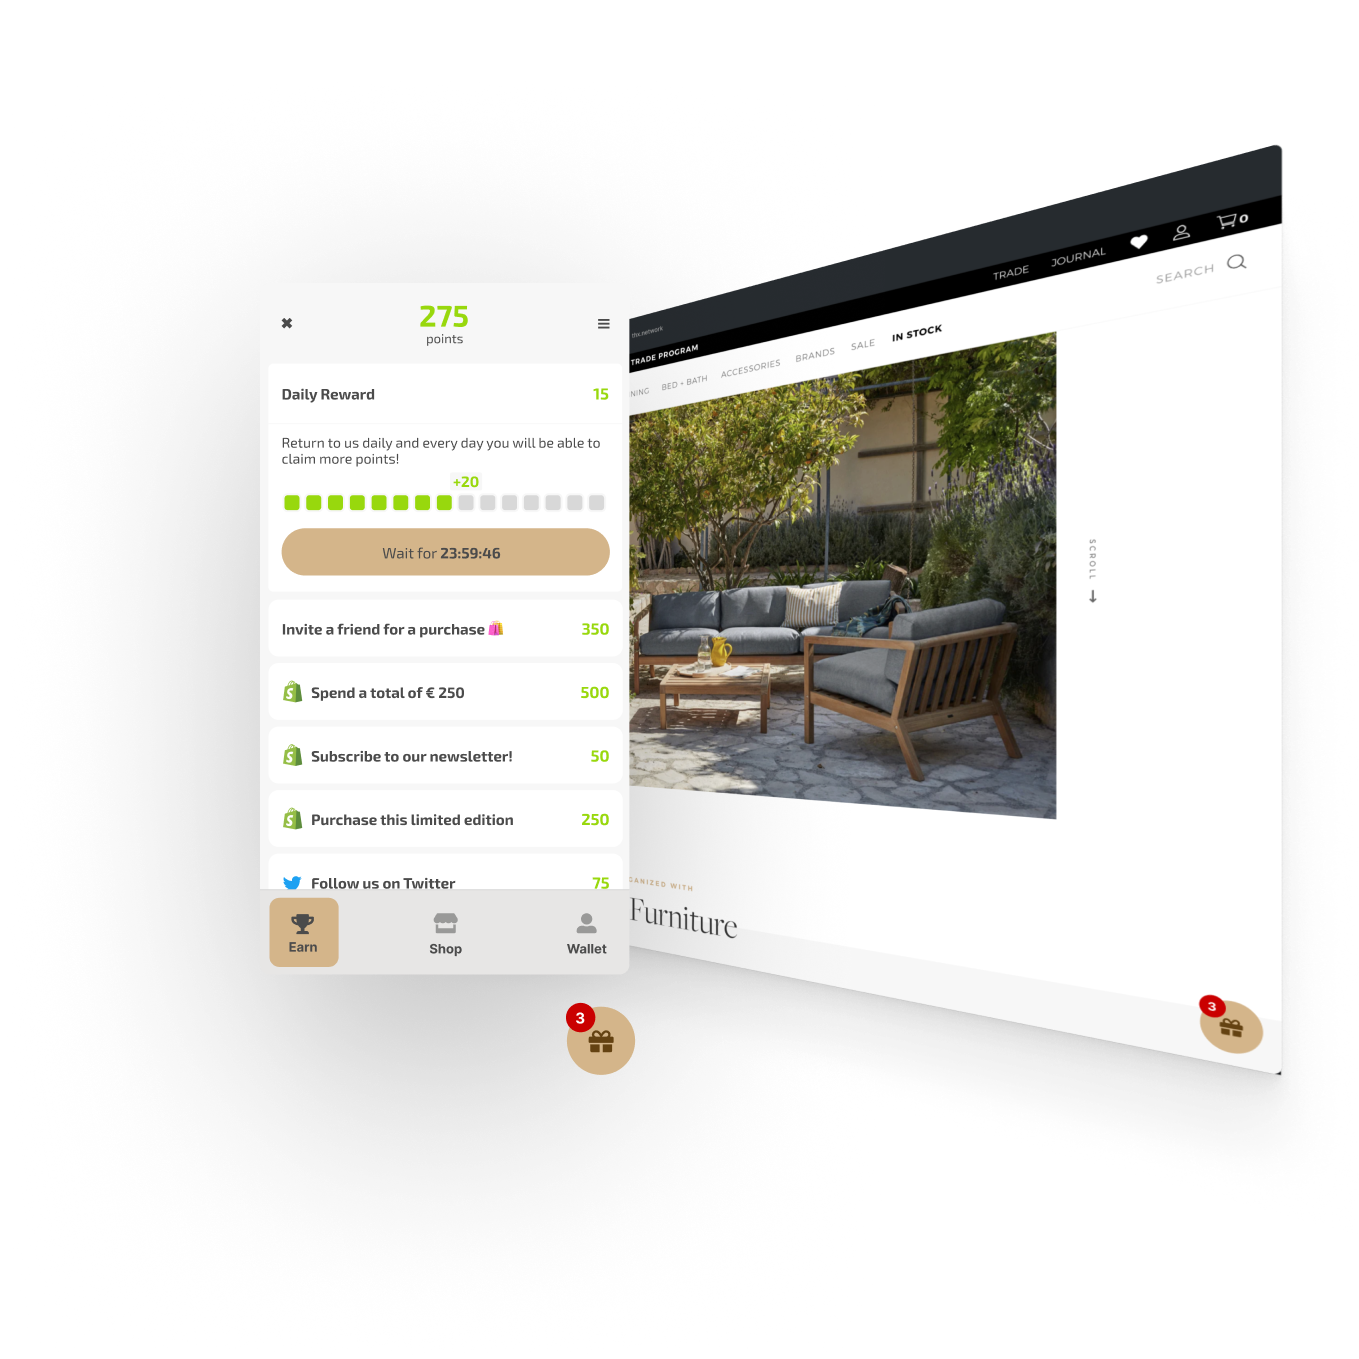 275
points
Daily Reward 15
Return to us daily and every day you will be able to
claim more points!
+20
Wait for 23:59:46
Invite a friend for a purchase 350
Spend a total of € 250 500
Subscribe to our newsletter! 50
Purchase this limited edition 250
Follow us on Twitter 75
Earn
Shop
Wallet
3
thx.network
TRADE PROGRAM
TRADE JOURNAL 0
SEARCH
NING BED + BATH ACCESSORIES BRANDS SALE IN STOCK
SCROLL
GANIZED WITH
Furniture
3